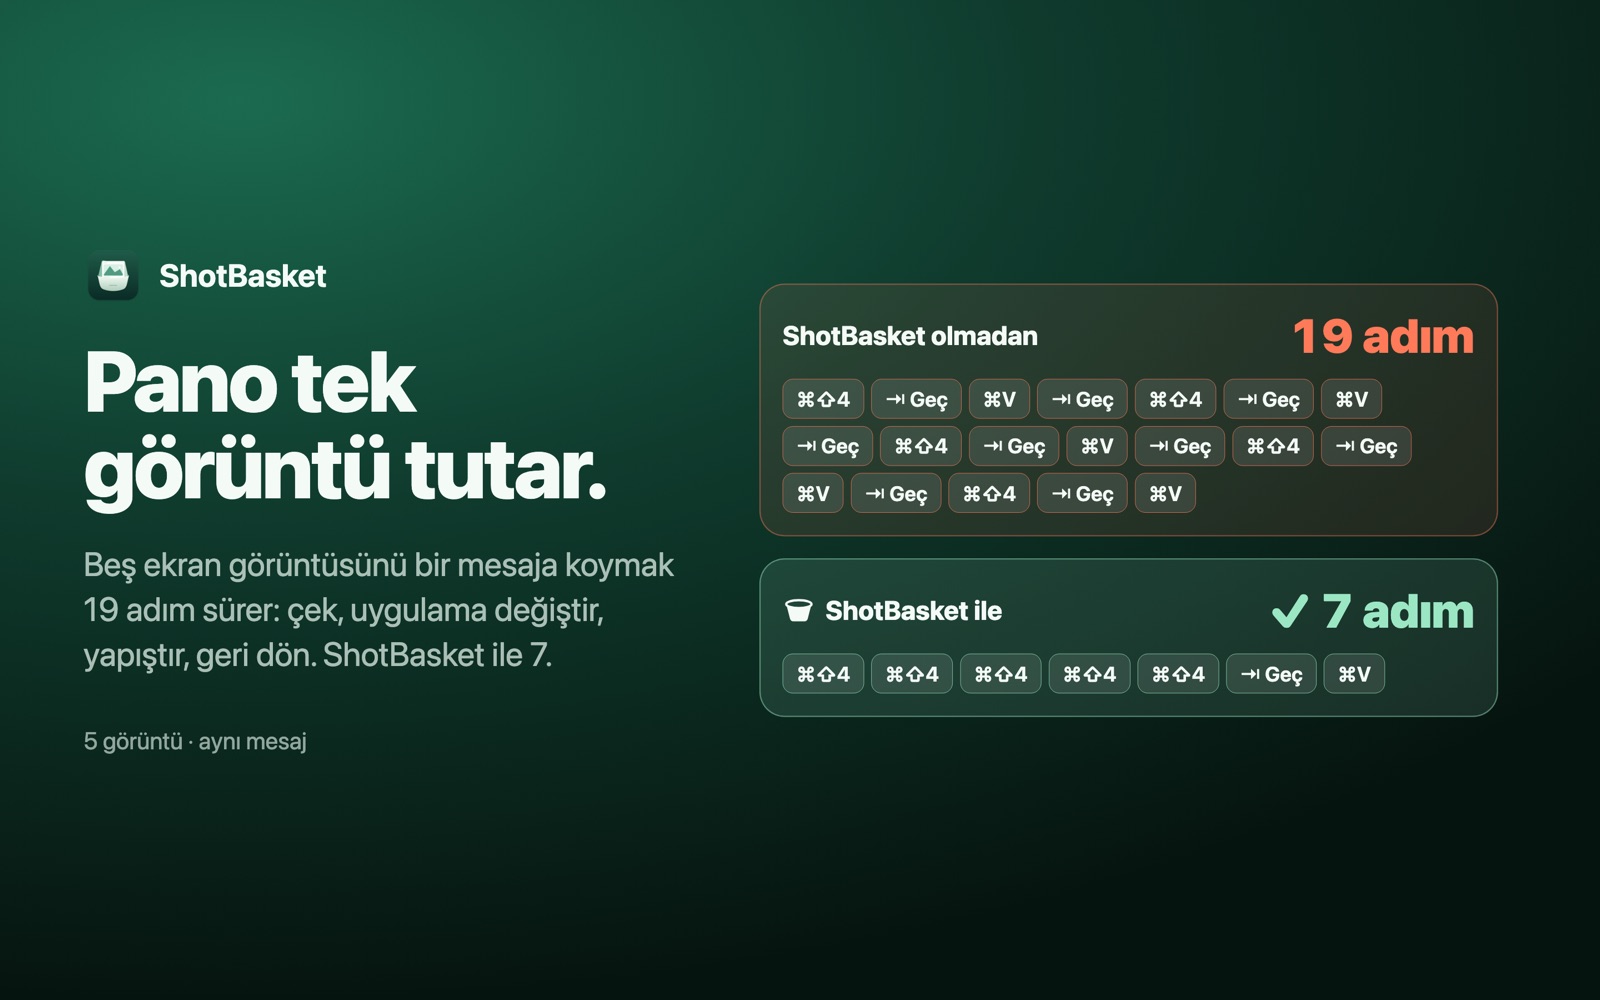 ShotBasket
Pano tek
görüntü tutar.
Beş ekran görüntüsünü bir mesaja koymak
19 adım sürer: çek, uygulama değiştir,
yapıştır, geri dön. ShotBasket ile 7.
5 görüntü · aynı mesaj
ShotBasket olmadan
19 adım
⌘⇧4 ⇥ Geç ⌘V ⇥ Geç ⌘⇧4 ⇥ Geç ⌘V
⇥ Geç ⌘⇧4 ⇥ Geç ⌘V ⇥ Geç ⌘⇧4 ⇥ Geç
⌘V ⇥ Geç ⌘⇧4 ⇥ Geç ⌘V
ShotBasket ile
✓ 7 adım
⌘⇧4 ⌘⇧4 ⌘⇧4 ⌘⇧4 ⌘⇧4 ⇥ Geç ⌘V